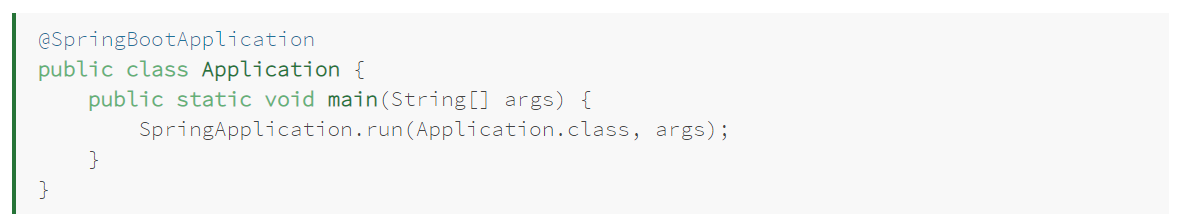 @SpringBootApplication
public class Application {
    public static void main(String[] args) {
        SpringApplication.run(Application.class, args);
    }
}